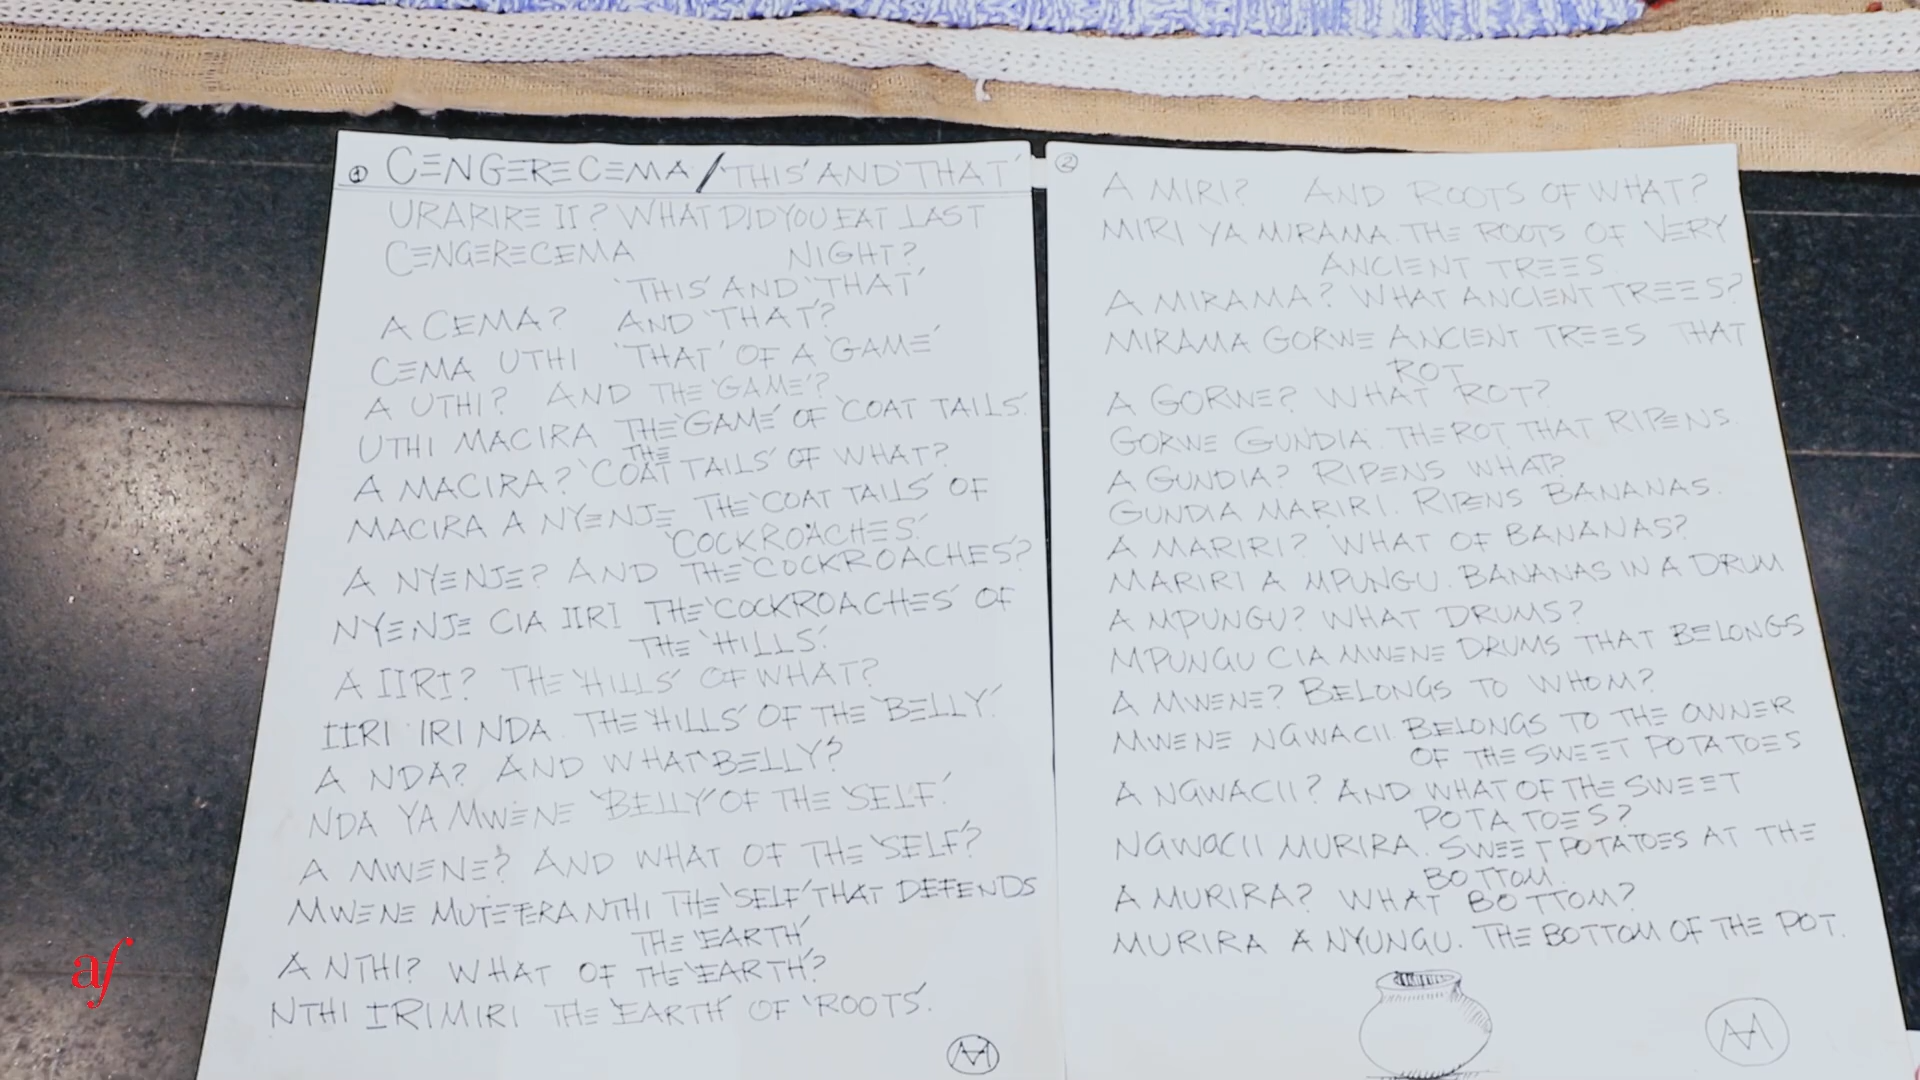 1 CENGERECEMA / 'THIS' AND 'THAT'
URARIRE II? WHAT DID YOU EAT LAST
CENGERECEMA NIGHT?
'THIS' AND 'THAT'
A CEMA? AND 'THAT'?
CEMA UTHI 'THAT' OF A 'GAME'
A UTHI? AND THE 'GAME'?
UTHI MACIRA THE 'GAME' OF 'COAT TAILS'.
THE
A MACIRA? 'COAT TAILS' OF WHAT?
MACIRA A NYENJE THE 'COAT TAILS' OF
'COCKROACHES'.
A NYENJE? AND THE 'COCKROACHES'?
NYENJE CIA IIRI THE 'COCKROACHES' OF
THE 'HILLS'.
A IIRI? THE 'HILLS' OF WHAT?
IIRI IRI NDA. THE 'HILLS' OF THE 'BELLY'.
A NDA? AND WHAT BELLY?
NDA YA MWENE 'BELLY' OF THE 'SELF'.
A MWENE? AND WHAT OF THE 'SELF'?
MWENE MUTETERA NTHI THE 'SELF' THAT DEFENDS
THE 'EARTH'
A NTHI? WHAT OF THE 'EARTH'?
NTHI IRI MIRI THE 'EARTH' OF 'ROOTS'.
2
A MIRI? AND ROOTS OF WHAT?
MIRI YA MIRAMA. THE ROOTS OF VERY
ANCIENT TREES.
A MIRAMA? WHAT ANCIENT TREES?
MIRAMA GORWE ANCIENT TREES THAT
ROT
A GORWE? WHAT ROT?
GORWE GUNDIA. THE ROT THAT RIPENS.
A GUNDIA? RIPENS WHAT?
GUNDIA MARIRI. RIPENS BANANAS.
A MARIRI? WHAT OF BANANAS?
MARIRI A MPUNGU. BANANAS IN A DRUM
A MPUNGU? WHAT DRUMS?
MPUNGU CIA MWENE DRUMS THAT BELONGS
A MWENE? BELONGS TO WHOM?
MWENE NGWACII. BELONGS TO THE OWNER
OF THE SWEET POTATOES
A NGWACII? AND WHAT OF THE SWEET
POTATOES?
NGWACII MURIRA. SWEET POTATOES AT THE
BOTTOM.
A MURIRA? WHAT BOTTOM?
MURIRA A NYUNGU. THE BOTTOM OF THE POT.
af